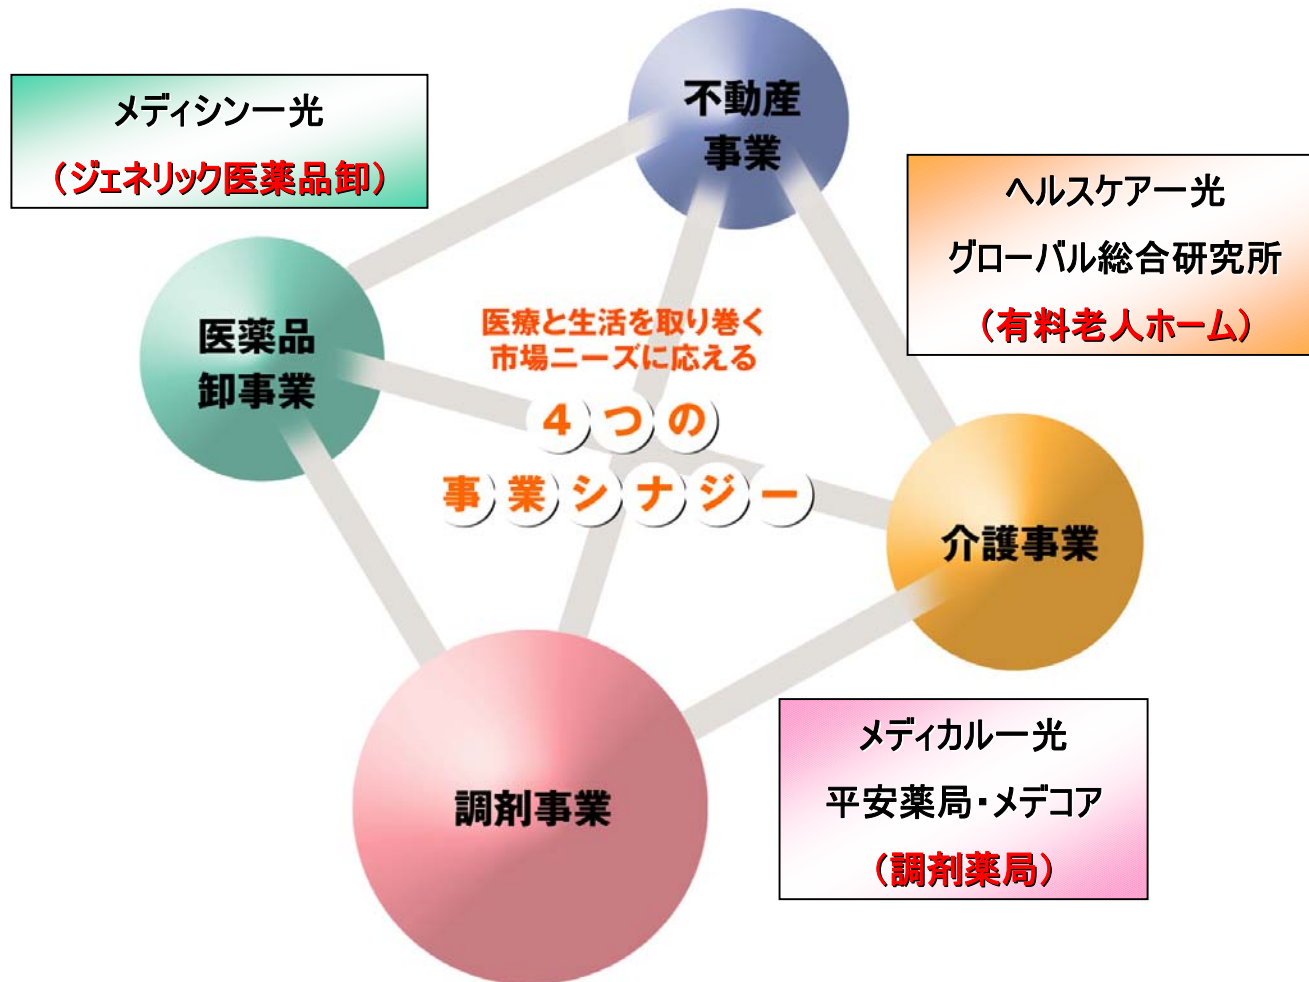 メディシン一光
（ジェネリック医薬品卸）
不動産
事業
ヘルスケア一光
グローバル総合研究所
（有料老人ホーム）
医薬品
卸事業
医療と生活を取り巻く
市場ニーズに応える
4つの
事業シナジー
介護事業
調剤事業
メディカル一光
平安薬局・メデコア
（調剤薬局）